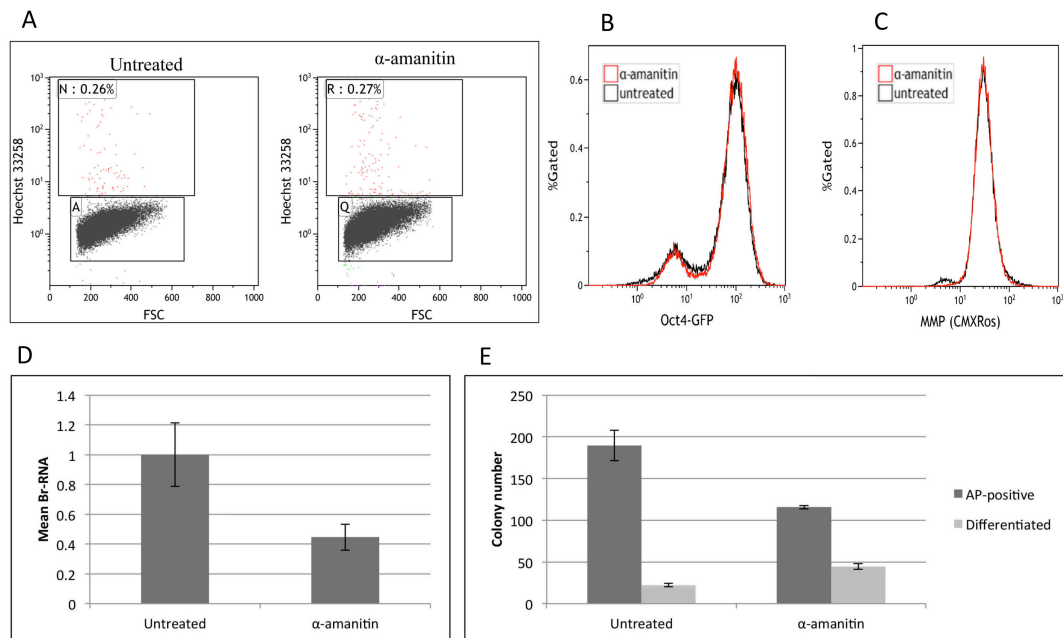 A
Untreated
α-amanitin
N : 0.26%
R : 0.27%
A
Q
Hoechst 33258
Hoechst 33258
10³
10²
10¹
10⁰
10³
10²
10¹
10⁰
0 200 400 600 800 1000
0 200 400 600 800 1000
FSC
FSC
B
α-amanitin
untreated
%Gated
0.6
0.4
0.2
0
10⁰ 10¹ 10² 10³
Oct4-GFP
C
α-amanitin
untreated
%Gated
1
0.8
0.6
0.4
0.2
0
10⁰ 10¹ 10² 10³
MMP (CMXRos)
D
Mean Br-RNA
1.4
1.2
1
0.8
0.6
0.4
0.2
0
Untreated α-amanitin
E
Colony number
250
200
150
100
50
0
Untreated α-amanitin
AP-positive
Differentiated